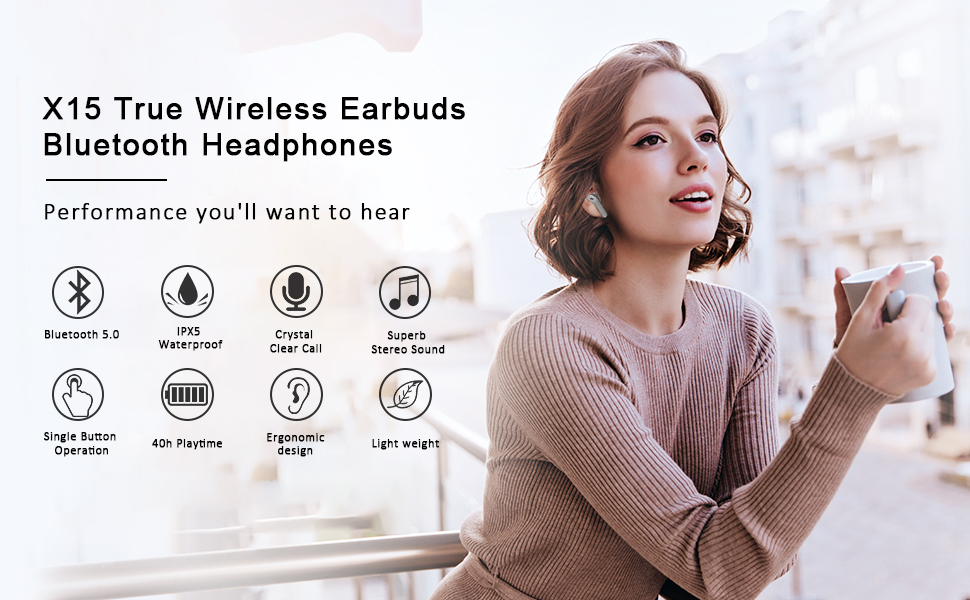 X15 True Wireless Earbuds
Bluetooth Headphones
Performance you'll want to hear
Bluetooth 5.0
IPX5
Waterproof
Crystal
Clear Call
Superb
Stereo Sound
Single Button
Operation
40h Playtime
Ergonomic
design
Light weight